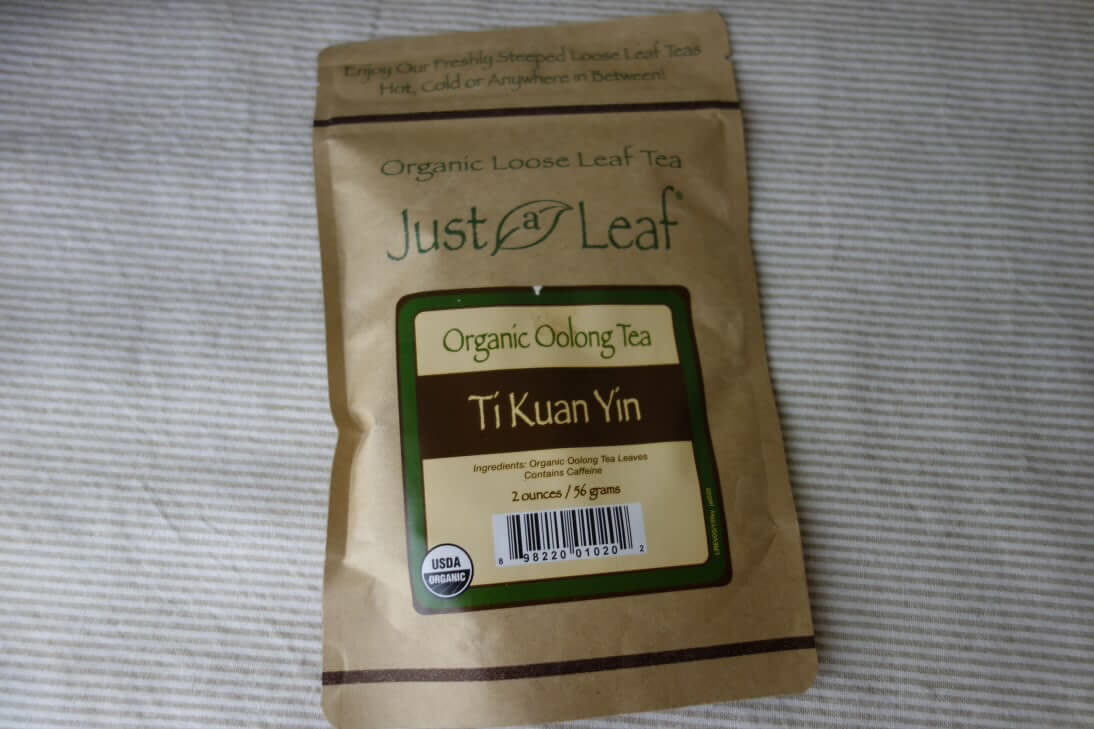 Enjoy Our Freshly Steeped Loose Leaf Teas
Hot, Cold or Anywhere in Between!
Organic Loose Leaf Tea
Just a Leaf®
Organic Oolong Tea
Ti Kuan Yin
Ingredients: Organic Oolong Tea Leaves
Contains Caffeine
2 ounces / 56 grams
8 98220 01020 2
USDA
ORGANIC